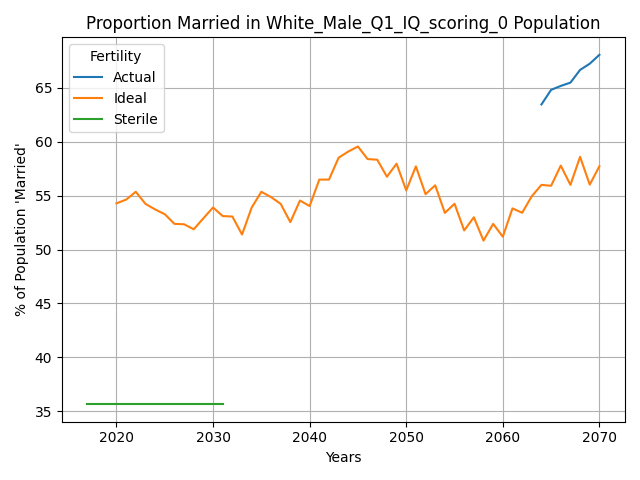 Proportion Married in White_Male_Q1_IQ_scoring_0 Population
Fertility
Actual
Ideal
Sterile
% of Population 'Married'
65
60
55
50
45
40
35
2020
2030
2040
2050
2060
2070
Years